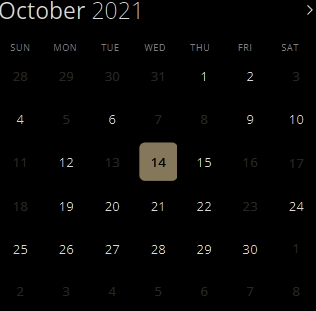 October 2021
SUN MON TUE WED THU FRI SAT
28 29 30 31 1 2 3
4 5 6 7 8 9 10
11 12 13 14 15 16 17
18 19 20 21 22 23 24
25 26 27 28 29 30 1
2 3 4 5 6 7 8